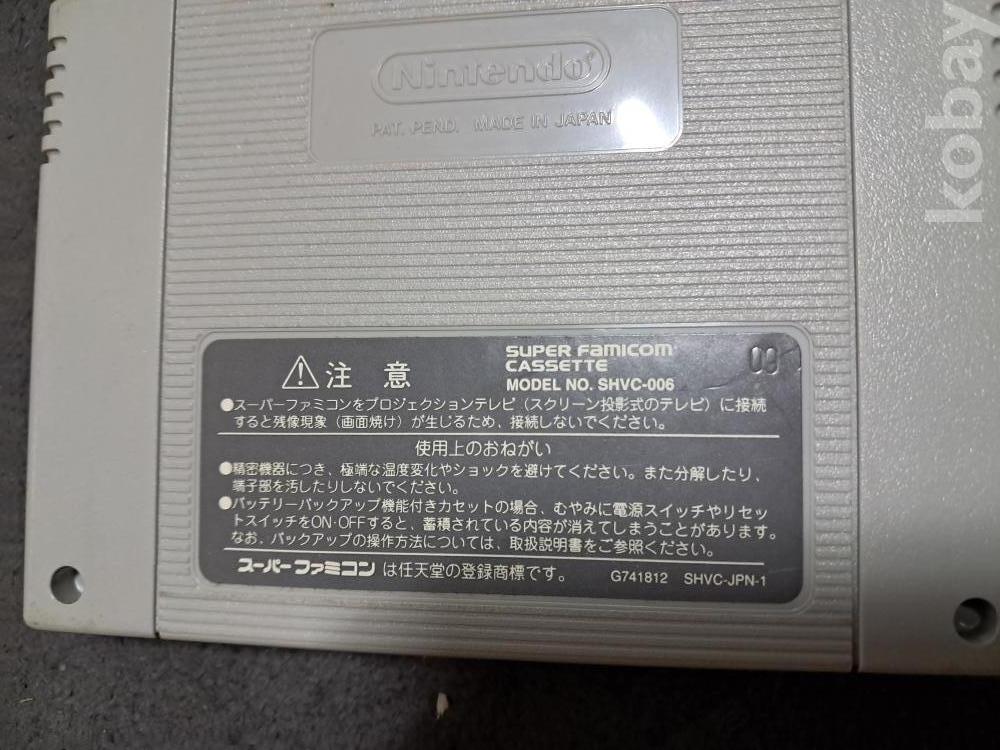 Nintendo®
PAT. PEND. MADE IN JAPAN
kobay
⚠注 意
SUPER FAMICOM
CASSETTE
MODEL NO. SHVC-006
09
●スーパーファミコンをプロジェクションテレビ（スクリーン投影式のテレビ）に接続
すると残像現象（画面焼け）が生じるため、接続しないでください。
使用上のおねがい
●精密機器につき、極端な温度変化やショックを避けてください。また分解したり、
端子部を汚したりしないでください。
●バッテリーバックアップ機能付きカセットの場合、むやみに電源スイッチやリセッ
トスイッチをON・OFFすると、蓄積されている内容が消えてしまうことがあります。
なお、バックアップの操作方法については、取扱説明書をご参照ください。
スーパーファミコン は任天堂の登録商標です。 G741812 SHVC-JPN-1